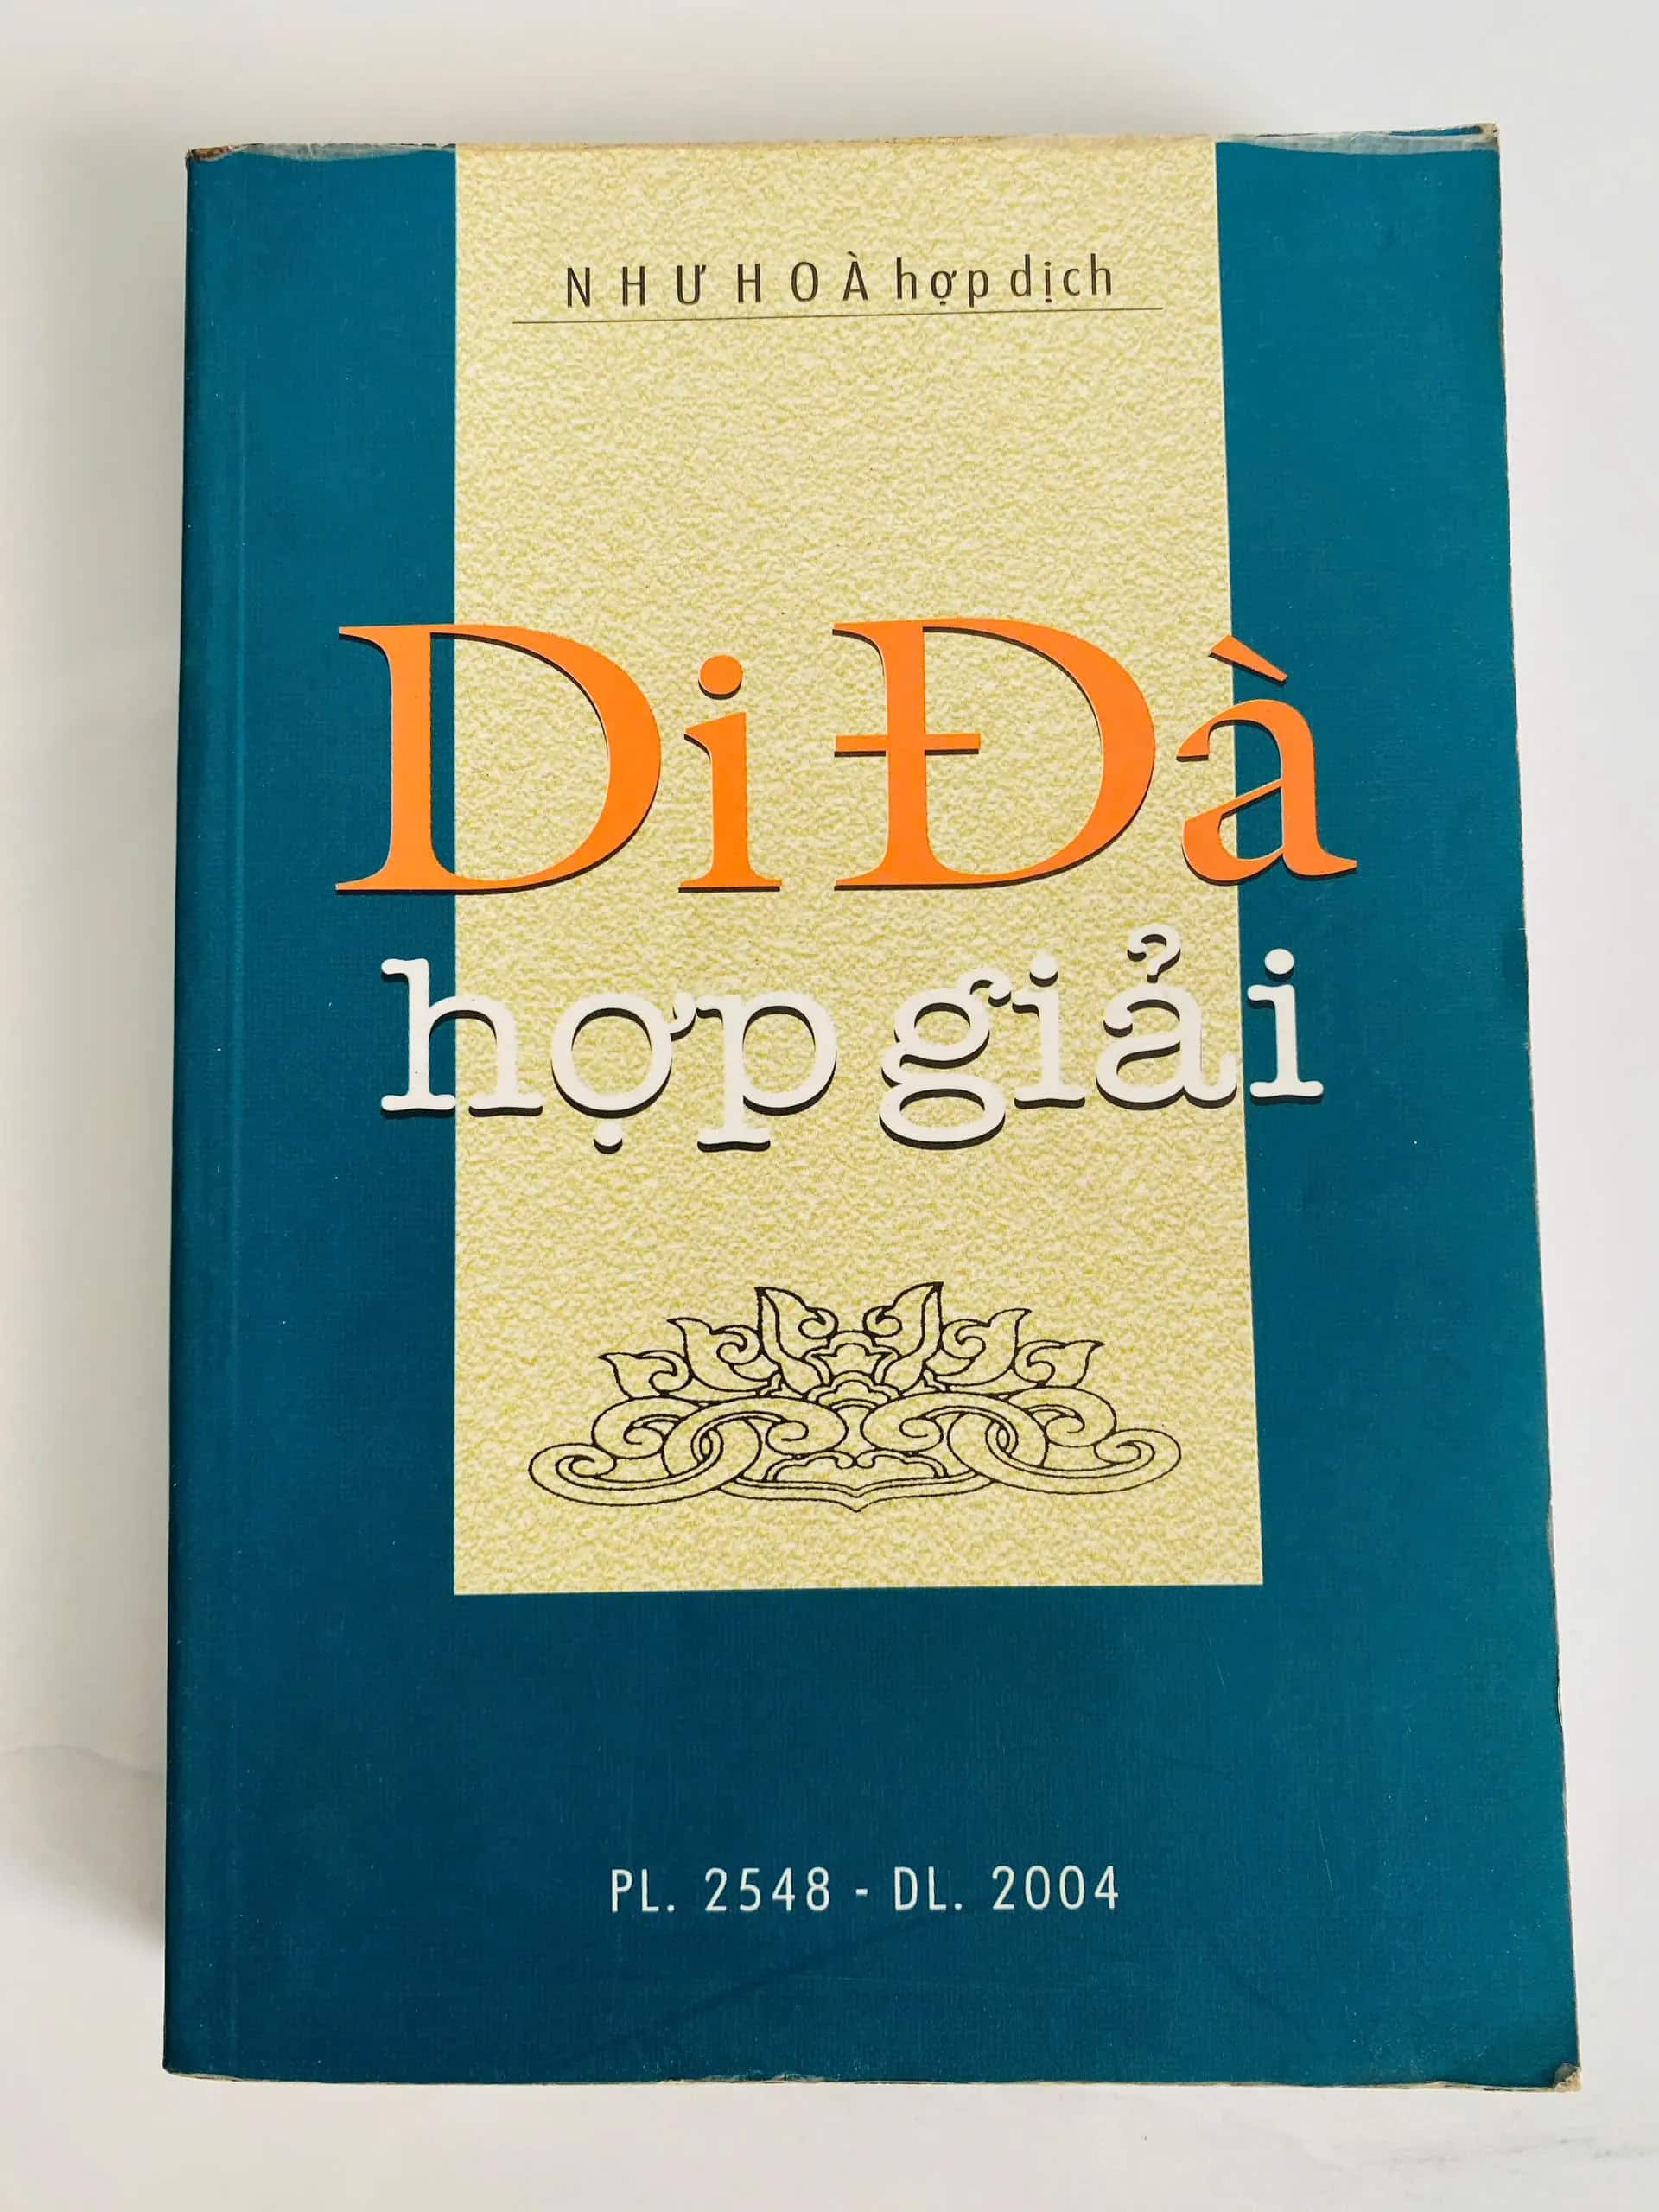 NHƯ HOÀ hợp dịch
Di Đà
hợp giải
PL. 2548 - DL. 2004